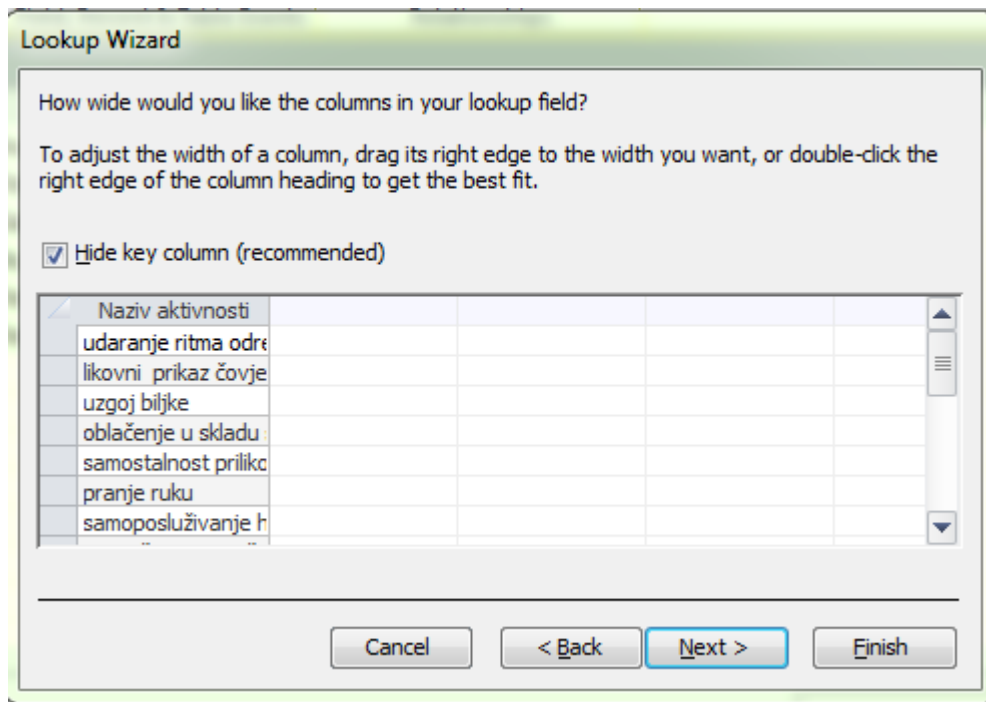 Lookup Wizard
How wide would you like the columns in your lookup field?
To adjust the width of a column, drag its right edge to the width you want, or double-click the
right edge of the column heading to get the best fit.
Hide key column (recommended)
Naziv aktivnosti
udaranje ritma odre
likovni prikaz čovje
uzgoj biljke
oblačenje u skladu
samostalnost priliko
pranje ruku
samoposluživanje h
Cancel < Back Next > Finish